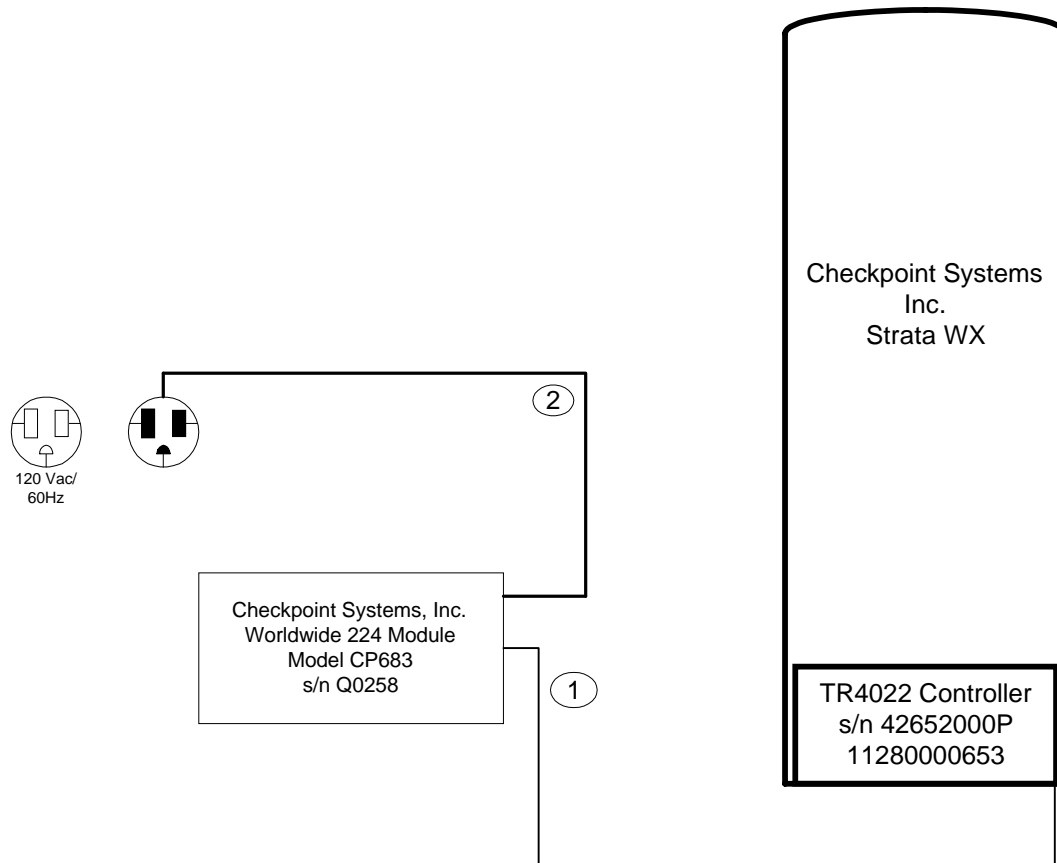 Checkpoint Systems
Inc.
Strata WX
2
120 Vac/
60Hz
Checkpoint Systems, Inc.
Worldwide 224 Module
Model CP683
s/n Q0258
1
TR4022 Controller
s/n 42652000P
11280000653